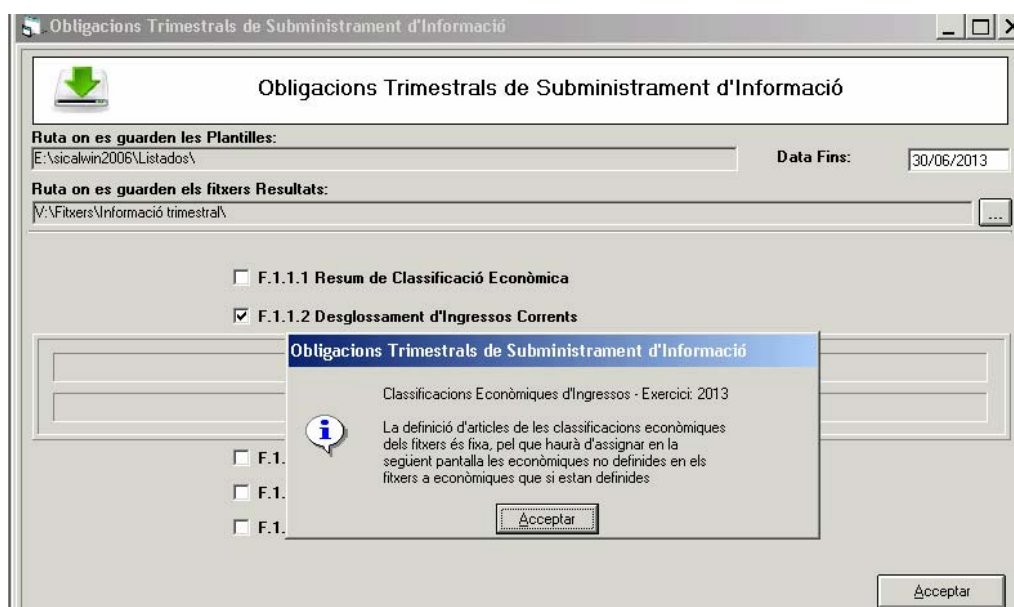 Obligacions Trimestrals de Subministrament d'Informació
Obligacions Trimestrals de Subministrament d'Informació
Ruta on es guarden les Plantilles:
E:\sicalwin2006\Listados\
Data Fins:
30/06/2013
Ruta on es guarden els fitxers Resultats:
V:\Fitxers\Informació trimestral\
...
F.1.1.1 Resum de Classificació Econòmica
F.1.1.2 Desglossament d'Ingressos Corrents
Obligacions Trimestrals de Subministrament d'Informació
Classificacions Econòmiques d'Ingressos - Exercici: 2013
La definició d'articles de les classificacions econòmiques
dels fitxers és fixa, pel que haurà d'assignar en la
següent pantalla les econòmiques no definides en els
fitxers a econòmiques que si estan definides
Acceptar
F.1.
F.1.
F.1.
Acceptar